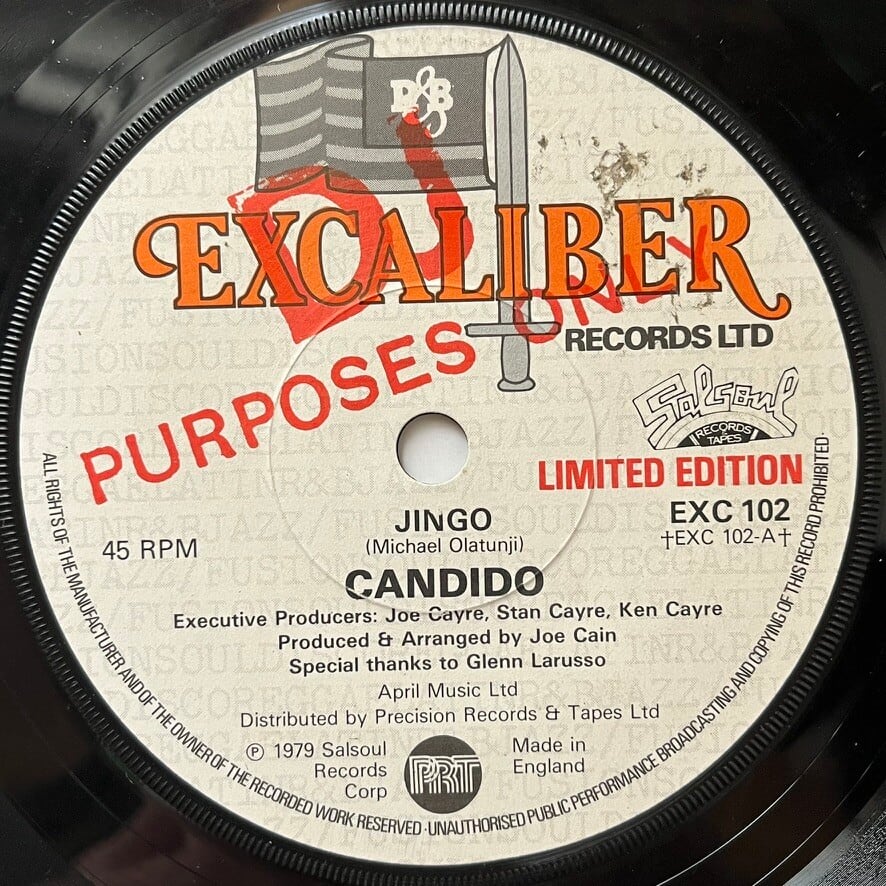 R&B
DJ
EXCALIBER
RECORDS LTD
PURPOSES ONLY
Salsoul
RECORDS & TAPES
LIMITED EDITION
EXC 102
†EXC 102-A†
45 RPM
JINGO
(Michael Olatunji)
CANDIDO
Executive Producers: Joe Cayre, Stan Cayre, Ken Cayre
Produced & Arranged by Joe Cain
Special thanks to Glenn Larusso
April Music Ltd
Distributed by Precision Records & Tapes Ltd
℗ 1979 Salsoul
Records
Corp
PRT
Made in
England
ALL RIGHTS OF THE MANUFACTURER AND OF THE OWNER OF THE RECORDED WORK RESERVED · UNAUTHORISED PUBLIC PERFORMANCE BROADCASTING AND COPYING OF THIS RECORD PROHIBITED.